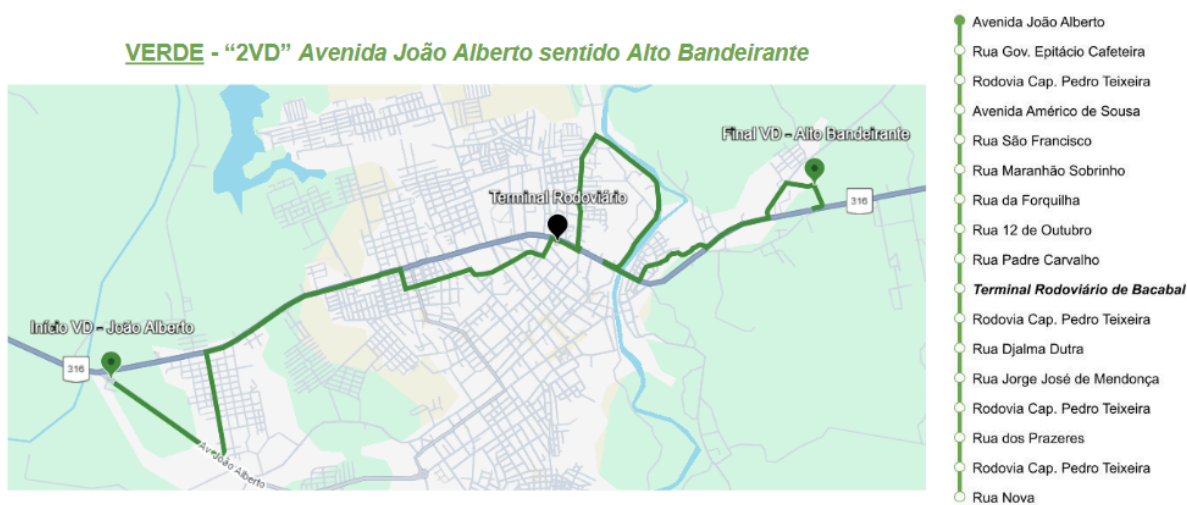 VERDE - “2VD” Avenida João Alberto sentido Alto Bandeirante
Final VD - Alto Bandeirante
Terminal Rodoviário
316
Início VD - João Alberto
316
Av. João Alberto
Avenida João Alberto
Rua Gov. Epitácio Cafeteira
Rodovia Cap. Pedro Teixeira
Avenida Américo de Sousa
Rua São Francisco
Rua Maranhão Sobrinho
Rua da Forquilha
Rua 12 de Outubro
Rua Padre Carvalho
Terminal Rodoviário de Bacabal
Rodovia Cap. Pedro Teixeira
Rua Djalma Dutra
Rua Jorge José de Mendonça
Rodovia Cap. Pedro Teixeira
Rua dos Prazeres
Rodovia Cap. Pedro Teixeira
Rua Nova